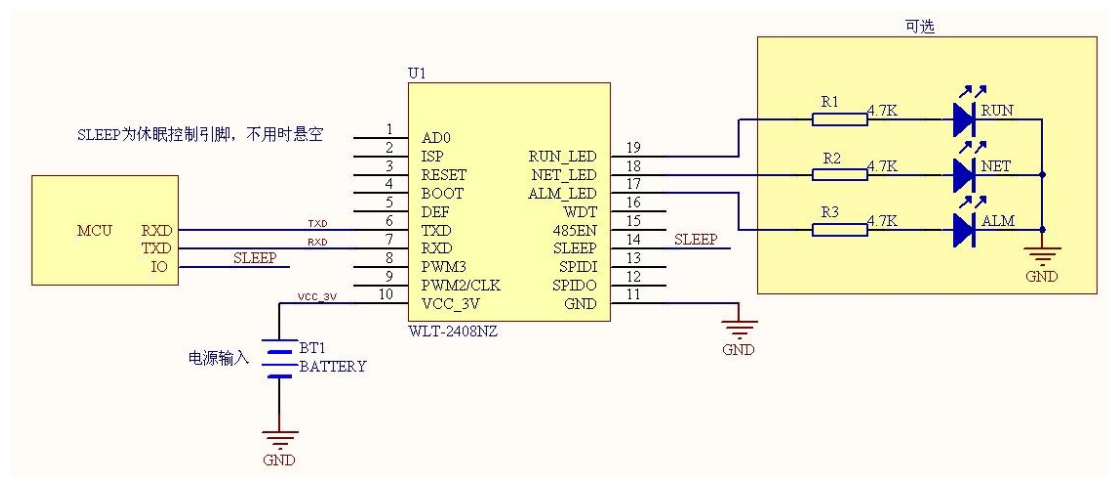 可选
U1
SLEEP为休眠控制引脚，不用时悬空
1 AD0
2 ISP
3 RESET
4 BOOT
5 DEF
6 TXD
7 RXD
8 PWM3
9 PWM2/CLK
10 VCC_3V
RUN_LED 19
NET_LED 18
ALM_LED 17
WDT 16
485EN 15
SLEEP 14
SPIDI 13
SPIDO 12
GND 11
WLT-2408NZ
MCU
RXD
TXD
IO
TXD
RXD
SLEEP
VCC_3V
SLEEP
R1 4.7K RUN
R2 4.7K NET
R3 4.7K ALM
GND
GND
电源输入
BT1
BATTERY
GND